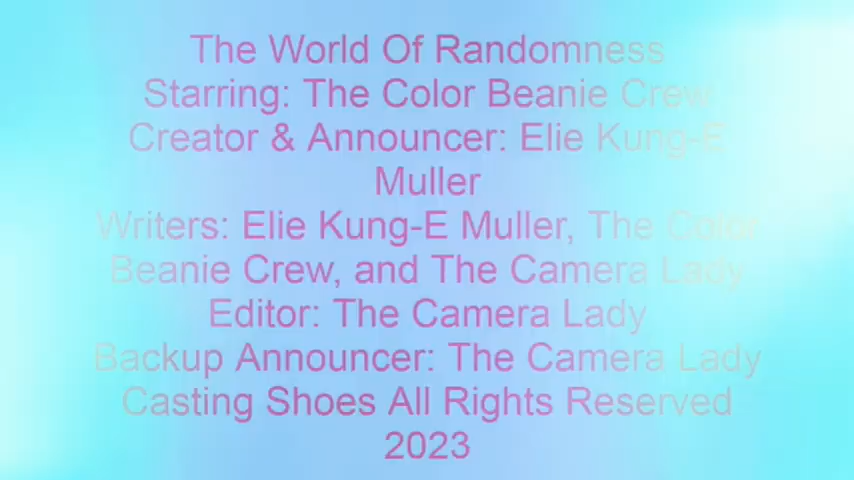 The World Of Randomness
Starring: The Color Beanie Crew
Creator & Announcer: Elie Kung-E
Muller
Writers: Elie Kung-E Muller, The Color
Beanie Crew, and The Camera Lady
Editor: The Camera Lady
Backup Announcer: The Camera Lady
Casting Shoes All Rights Reserved
2023